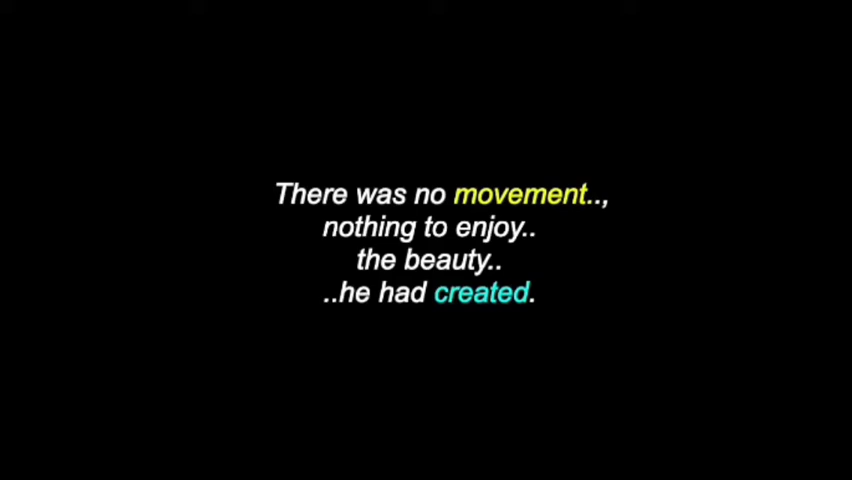 There was no movement..,
nothing to enjoy..
the beauty..
..he had created.